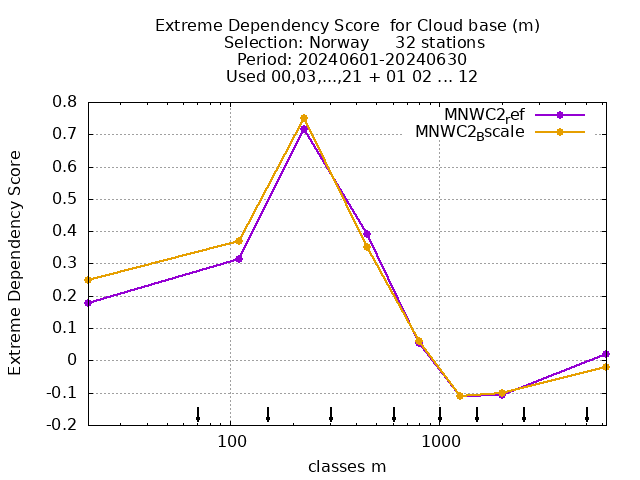 Extreme Dependency Score  for Cloud base (m)
Selection: Norway     32 stations
Period: 20240601-20240630
Used 00,03,...,21 + 01 02 ... 12
MNWC2ref
MNWC2Bscale
Extreme Dependency Score
0.8
0.7
0.6
0.5
0.4
0.3
0.2
0.1
0
-0.1
-0.2
100 1000
classes m